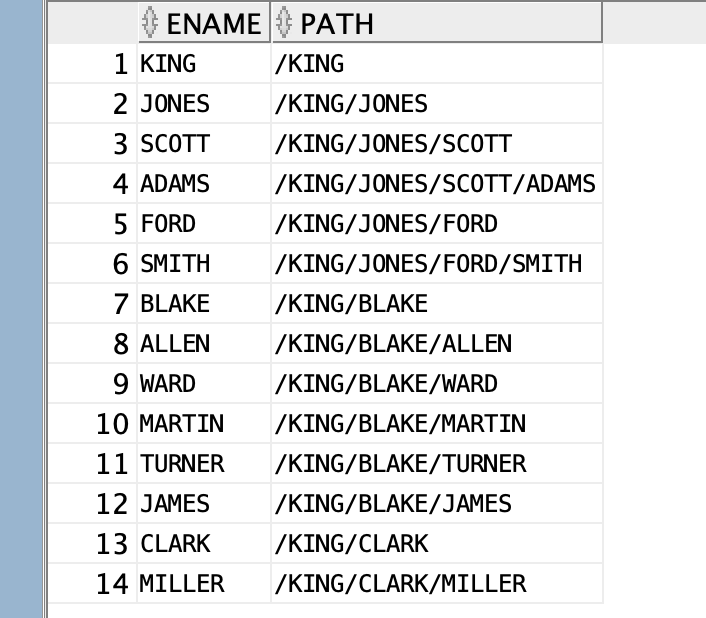 ENAME PATH
1 KING /KING
2 JONES /KING/JONES
3 SCOTT /KING/JONES/SCOTT
4 ADAMS /KING/JONES/SCOTT/ADAMS
5 FORD /KING/JONES/FORD
6 SMITH /KING/JONES/FORD/SMITH
7 BLAKE /KING/BLAKE
8 ALLEN /KING/BLAKE/ALLEN
9 WARD /KING/BLAKE/WARD
10 MARTIN /KING/BLAKE/MARTIN
11 TURNER /KING/BLAKE/TURNER
12 JAMES /KING/BLAKE/JAMES
13 CLARK /KING/CLARK
14 MILLER /KING/CLARK/MILLER